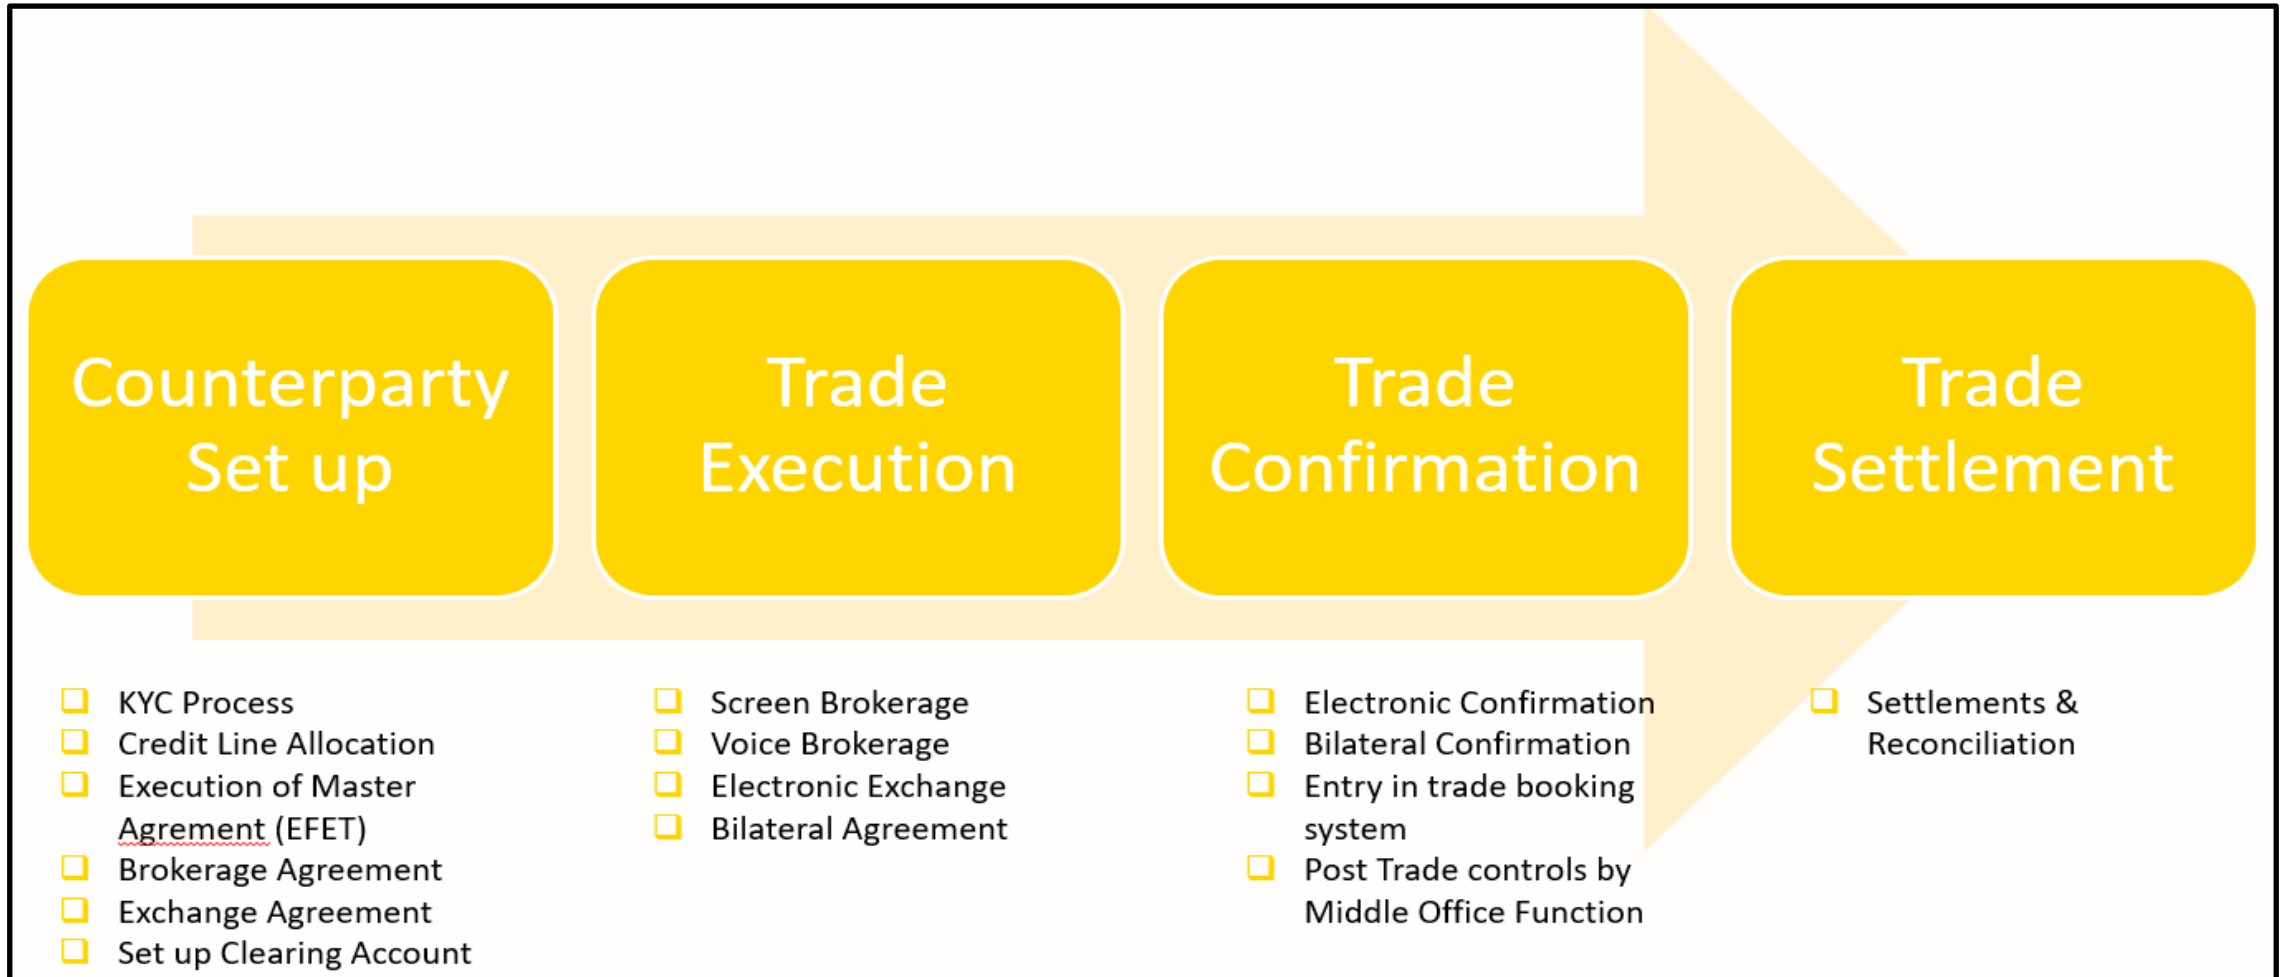 Counterparty
Set up
Trade
Execution
Trade
Confirmation
Trade
Settlement
KYC Process
Credit Line Allocation
Execution of Master
Agrement (EFET)
Brokerage Agreement
Exchange Agreement
Set up Clearing Account
Screen Brokerage
Voice Brokerage
Electronic Exchange
Bilateral Agreement
Electronic Confirmation
Bilateral Confirmation
Entry in trade booking
system
Post Trade controls by
Middle Office Function
Settlements &
Reconciliation